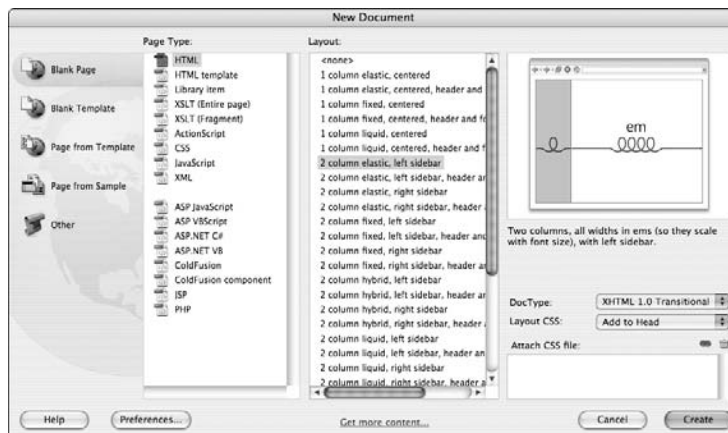 New Document
Blank Page
Blank Template
Page from Template
Page from Sample
Other
Page Type:
HTML
HTML template
Library item
XSLT (Entire page)
XSLT (Fragment)
ActionScript
CSS
JavaScript
XML
ASP JavaScript
ASP VBScript
ASP.NET C#
ASP.NET VB
ColdFusion
ColdFusion component
JSP
PHP
Layout:
<none>
1 column elastic, centered
1 column elastic, centered, header and
1 column fixed, centered
1 column fixed, centered, header and fo
1 column liquid, centered
1 column liquid, centered, header and f
2 column elastic, left sidebar
2 column elastic, left sidebar, header a
2 column elastic, right sidebar
2 column elastic, right sidebar, header
2 column fixed, left sidebar
2 column fixed, left sidebar, header and
2 column fixed, right sidebar
2 column fixed, right sidebar, header a
2 column hybrid, left sidebar
2 column hybrid, left sidebar, header an
2 column hybrid, right sidebar
2 column hybrid, right sidebar, header
2 column liquid, left sidebar
2 column liquid, left sidebar, header an
2 column liquid, right sidebar
2 column liquid, right sidebar, header a
em
Two columns, all widths in ems (so they scale
with font size), with left sidebar.
DocType: XHTML 1.0 Transitional
Layout CSS: Add to Head
Attach CSS file:
Help
Preferences...
Get more content...
Cancel
Create